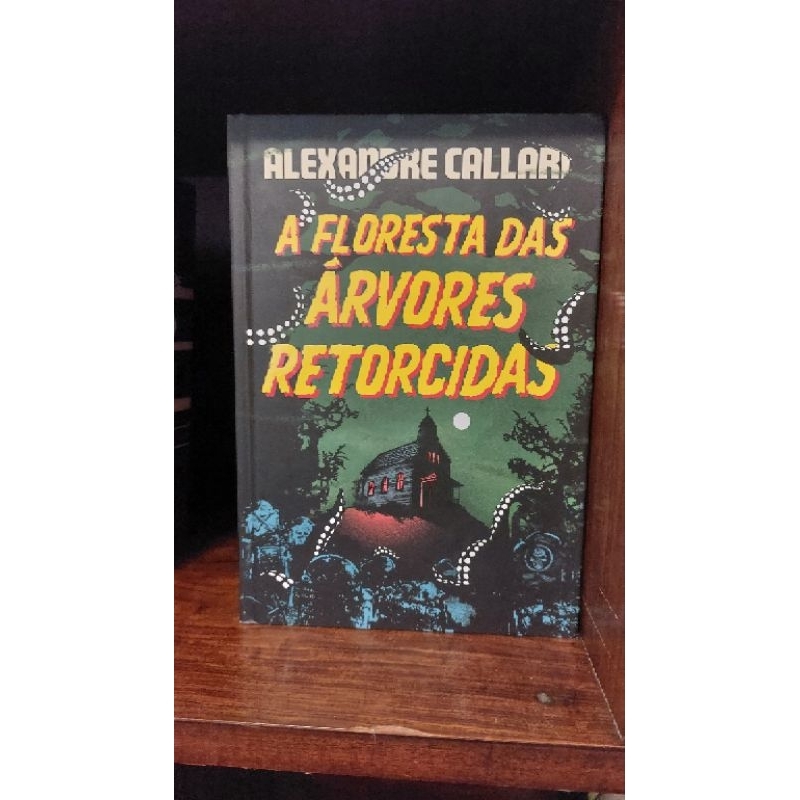 ALEXANDRE CALLARI
A FLORESTA DAS
ÁRVORES
RETORCIDAS